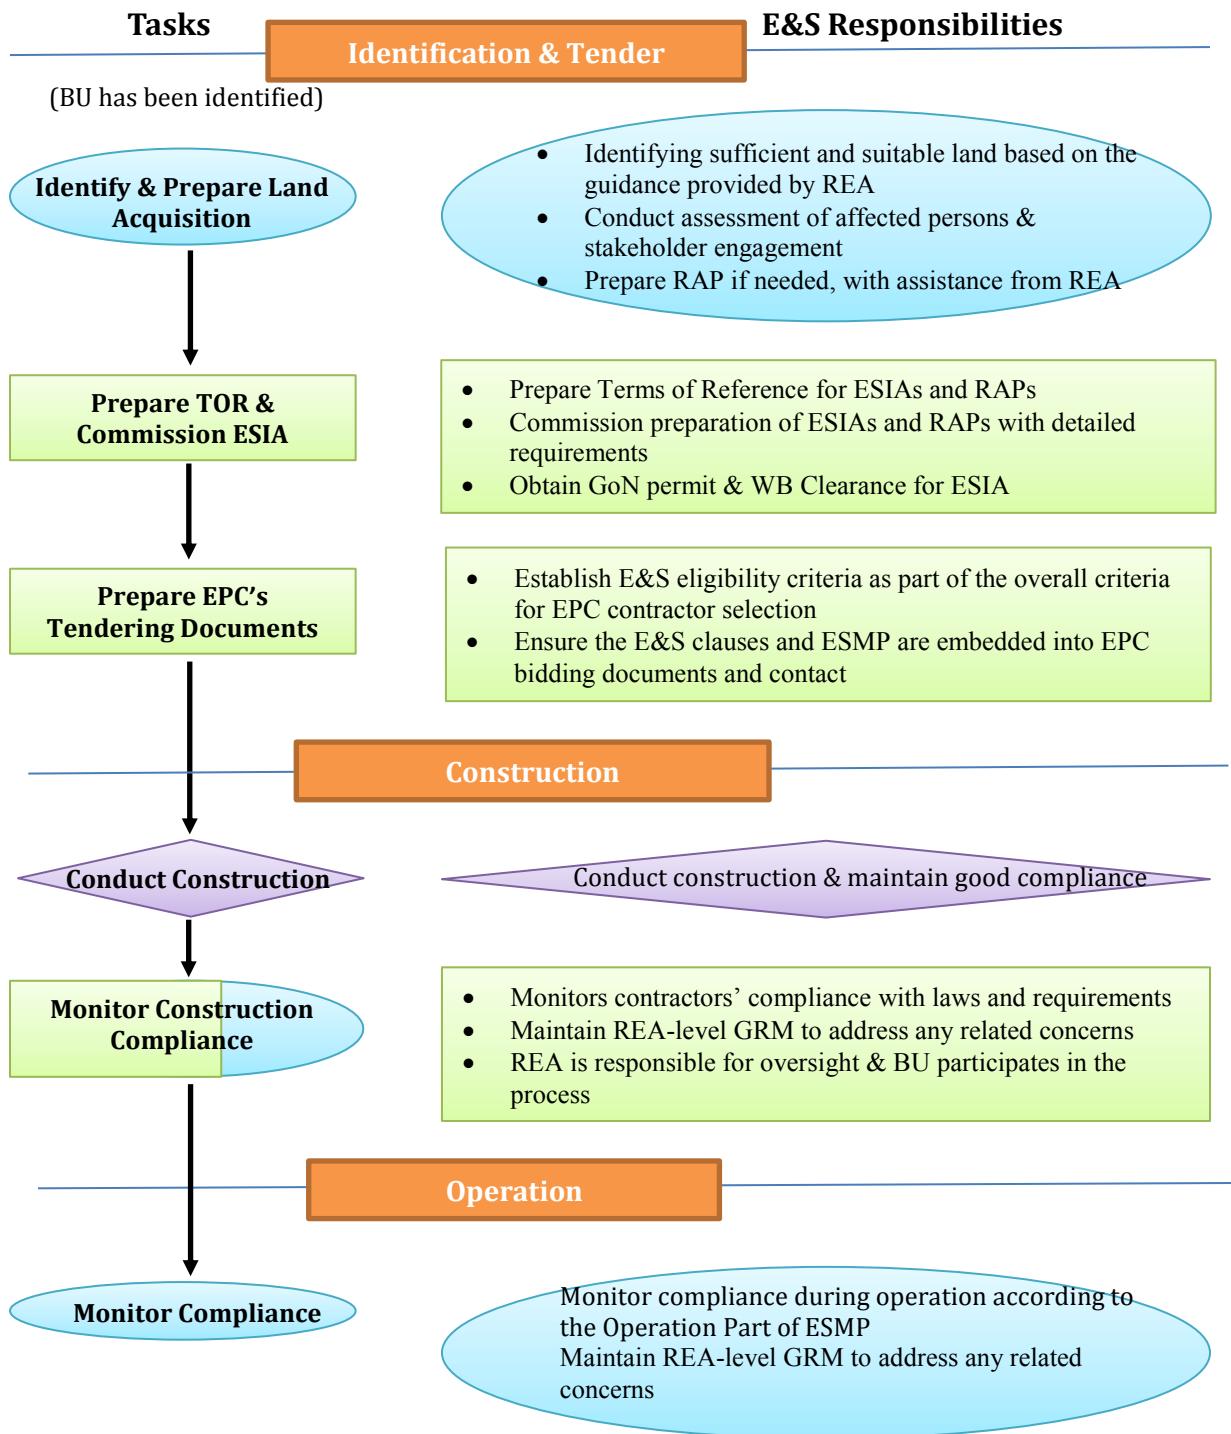 Tasks
E&S Responsibilities
Identification & Tender
(BU has been identified)
Identify & Prepare Land
Acquisition
• Identifying sufficient and suitable land based on the
guidance provided by REA
• Conduct assessment of affected persons &
stakeholder engagement
• Prepare RAP if needed, with assistance from REA
Prepare TOR &
Commission ESIA
• Prepare Terms of Reference for ESIAs and RAPs
• Commission preparation of ESIAs and RAPs with detailed
requirements
• Obtain GoN permit & WB Clearance for ESIA
Prepare EPC’s
Tendering Documents
• Establish E&S eligibility criteria as part of the overall criteria
for EPC contractor selection
• Ensure the E&S clauses and ESMP are embedded into EPC
bidding documents and contact
Construction
Conduct Construction
Conduct construction & maintain good compliance
Monitor Construction
Compliance
• Monitors contractors’ compliance with laws and requirements
• Maintain REA-level GRM to address any related concerns
• REA is responsible for oversight & BU participates in the
process
Operation
Monitor Compliance
Monitor compliance during operation according to
the Operation Part of ESMP
Maintain REA-level GRM to address any related
concerns